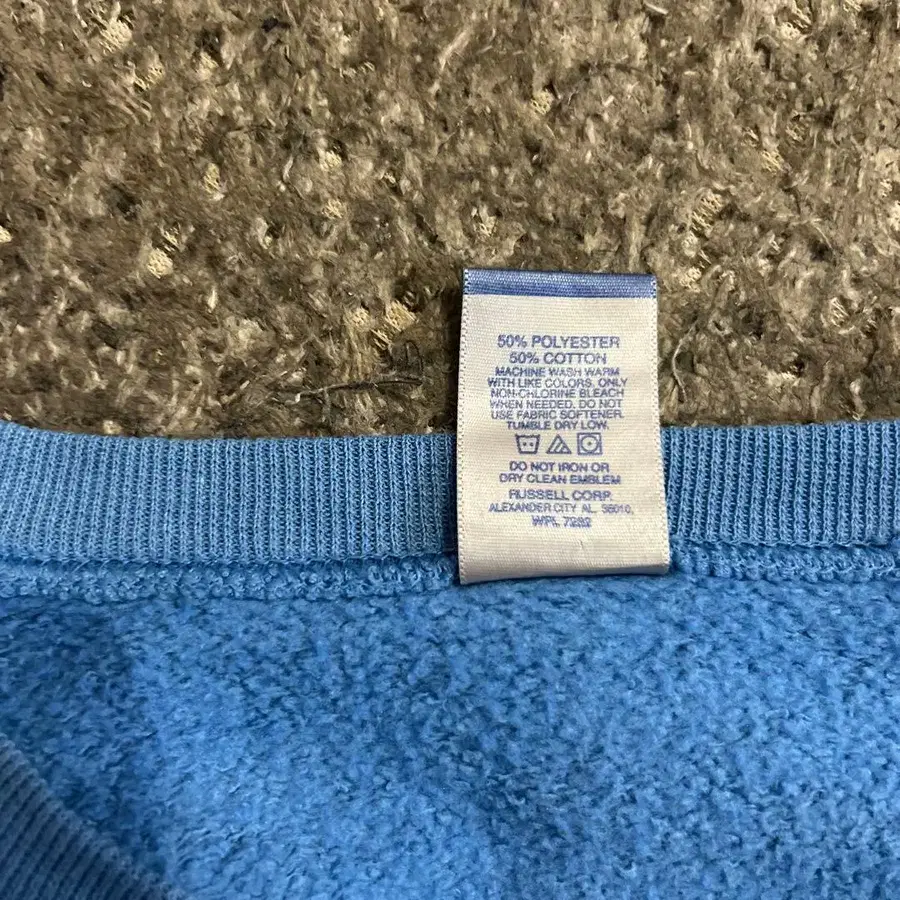 50% POLYESTER
50% COTTON
MACHINE WASH WARM
WITH LIKE COLORS. ONLY
NON-CHLORINE BLEACH
WHEN NEEDED. DO NOT
USE FABRIC SOFTENER.
TUMBLE DRY LOW.
DO NOT IRON OR
DRY CLEAN EMBLEM
RUSSELL CORP.
ALEXANDER CITY AL. 35010,
WPL 7282